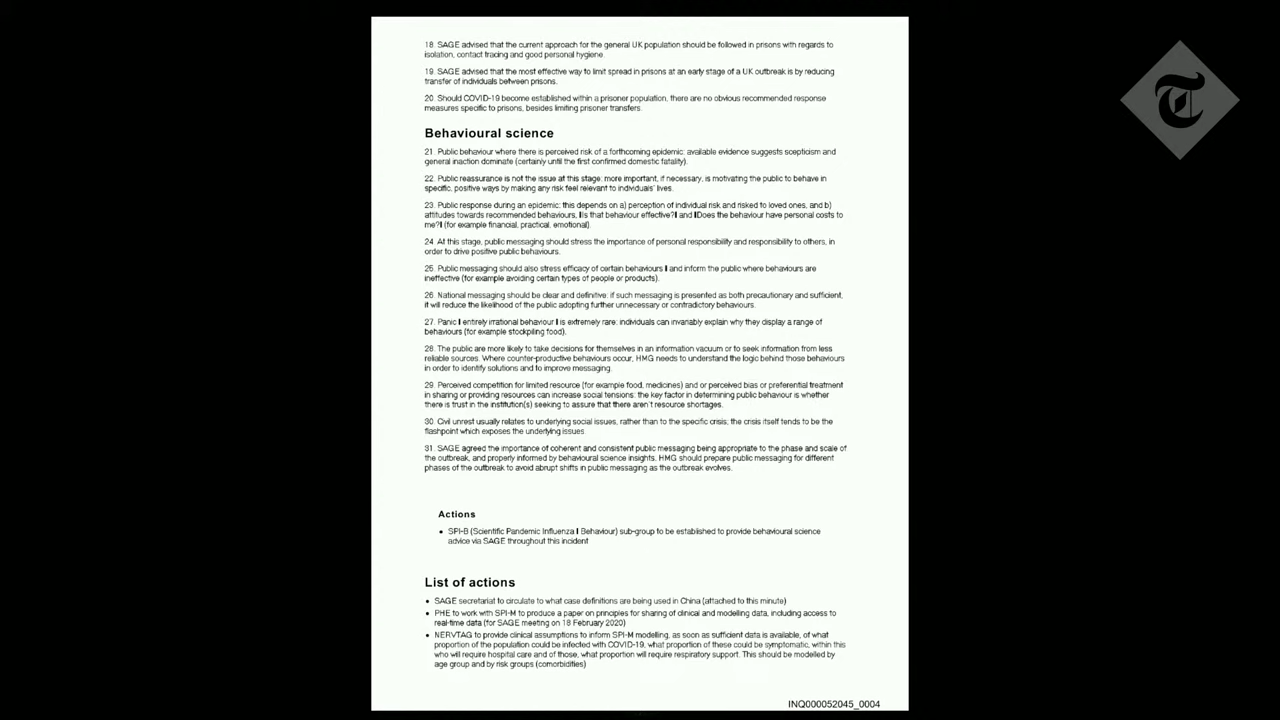 18. SAGE advised that the current approach for the general UK population should be followed in prisons with regards to
isolation, contact tracing and good personal hygiene.
19. SAGE advised that the most effective way to limit spread in prisons at an early stage of a UK outbreak is by reducing
transfer of individuals between prisons.
20. Should COVID-19 become established within a prisoner population, there are no obvious recommended response
measures specific to prisons, besides limiting prisoner transfers.
Behavioural science
21. Public behaviour where there is perceived risk of a forthcoming epidemic: available evidence suggests scepticism and
general inaction dominate (certainly until the first confirmed domestic fatality).
22. Public reassurance is not the issue at this stage: more important, if necessary, is motivating the public to behave in
specific, positive ways by making any risk feel relevant to individuals' lives.
23. Public response during an epidemic: this depends on a) perception of individual risk and risked to loved ones, and b)
attitudes towards recommended behaviours, ‖Is that behaviour effective?‖ and ‖Does the behaviour have personal costs to
me?‖ (for example financial, practical, emotional).
24. At this stage, public messaging should stress the importance of personal responsibility and responsibility to others, in
order to drive positive public behaviours.
25. Public messaging should also stress efficacy of certain behaviours ‖ and inform the public where behaviours are
ineffective (for example avoiding certain types of people or products).
26. National messaging should be clear and definitive: if such messaging is presented as both precautionary and sufficient,
it will reduce the likelihood of the public adopting further unnecessary or contradictory behaviours.
27. Panic ‖ entirely irrational behaviour ‖ is extremely rare: individuals can invariably explain why they display a range of
behaviours (for example stockpiling food).
28. The public are more likely to take decisions for themselves in an information vacuum or to seek information from less
reliable sources. Where counter-productive behaviours occur, HMG needs to understand the logic behind those behaviours
in order to identify solutions and to improve messaging.
29. Perceived competition for limited resource (for example food, medicines) and or perceived bias or preferential treatment
in sharing or providing resources can increase social tensions: the key factor in determining public behaviour is whether
there is trust in the institution(s) seeking to assure that there aren't resource shortages.
30. Civil unrest usually relates to underlying social issues, rather than to the specific crisis; the crisis itself tends to be the
flashpoint which exposes the underlying issues
31. SAGE agreed the importance of coherent and consistent public messaging being appropriate to the phase and scale of
the outbreak, and properly informed by behavioural science insights. HMG should prepare public messaging for different
phases of the outbreak to avoid abrupt shifts in public messaging as the outbreak evolves.
Actions
• SPI-B (Scientific Pandemic Influenza ‖ Behaviour) sub-group to be established to provide behavioural science
advice via SAGE throughout this incident
List of actions
• SAGE secretariat to circulate to what case definitions are being used in China (attached to this minute)
• PHE to work with SPI-M to produce a paper on principles for sharing of clinical and modelling data, including access to
real-time data (for SAGE meeting on 18 February 2020)
• NERVTAG to provide clinical assumptions to inform SPI-M modelling, as soon as sufficient data is available, of what
proportion of the population could be infected with COVID-19, what proportion of these could be symptomatic, within this
who will require hospital care and of those, what proportion will require respiratory support. This should be modelled by
age group and by risk groups (comorbidities)
INQ000052045_0004
T